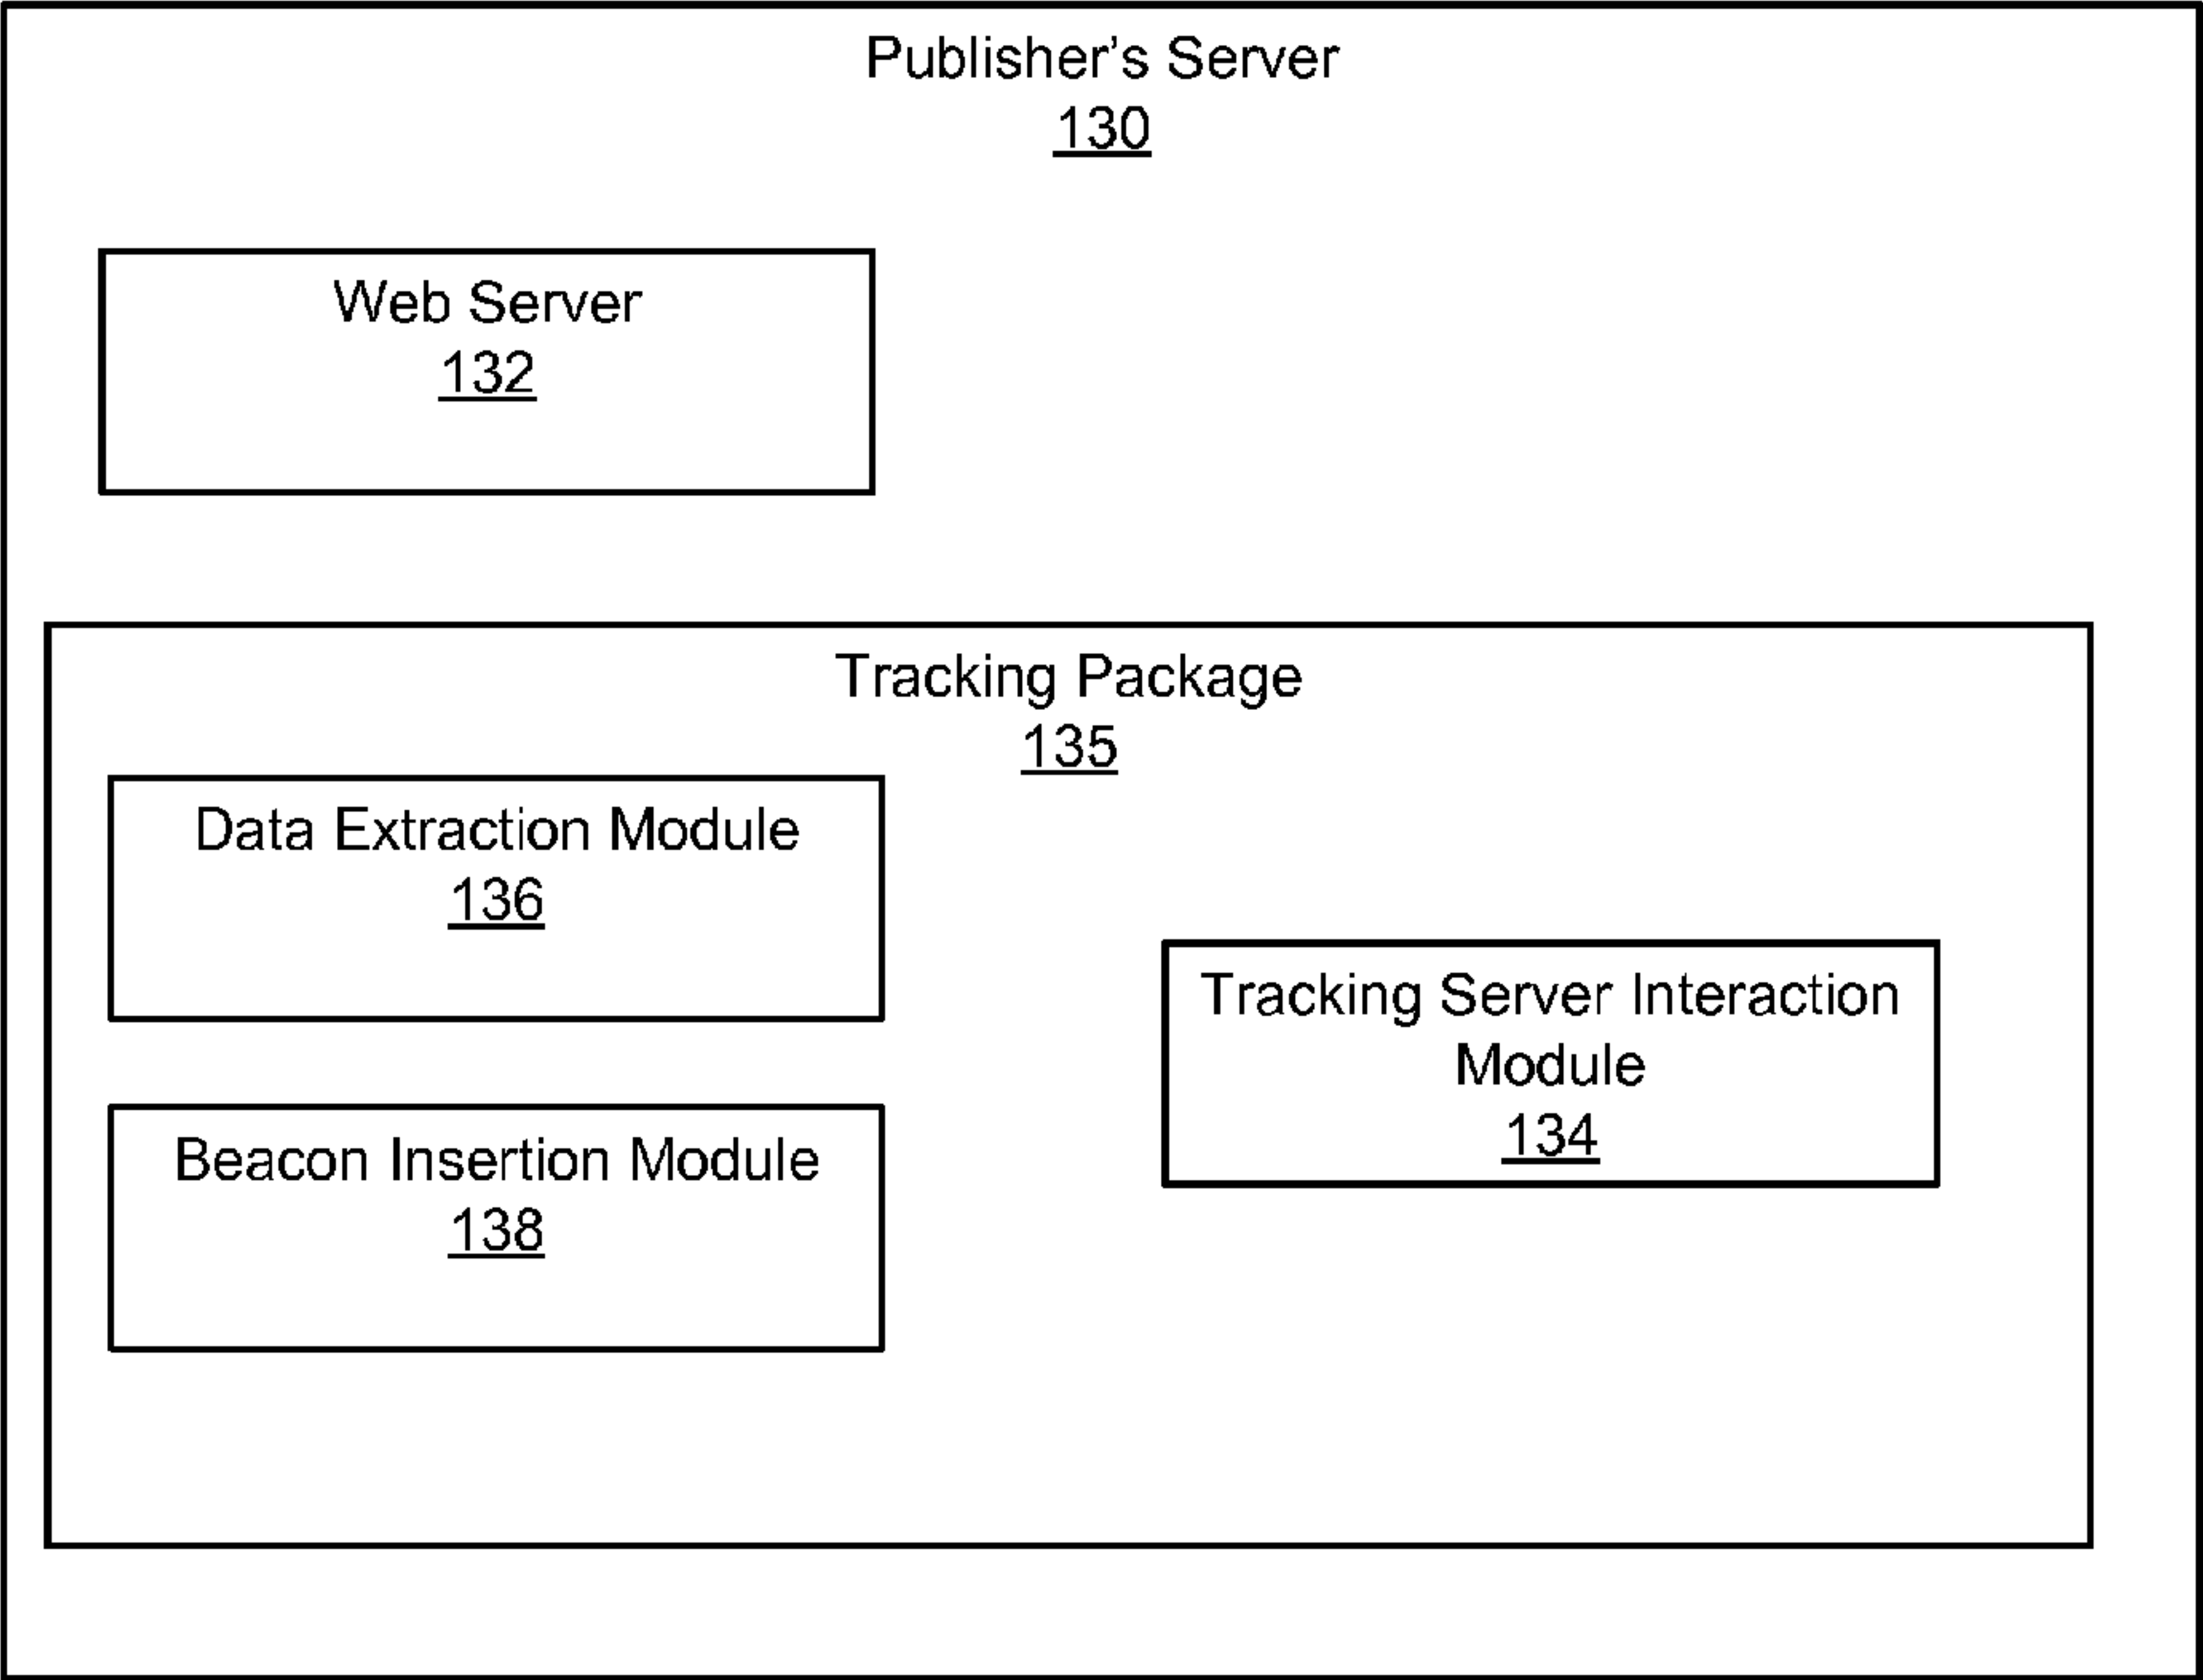 Publisher’s Server
130
Web Server
132
Tracking Package
135
Data Extraction Module
136
Beacon Insertion Module
138
Tracking Server Interaction
Module
134